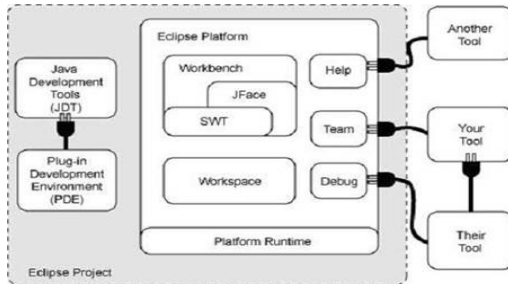 Another
Tool
Eclipse Platform
Workbench
JFace
SWT
Help
Java
Development
Tools
(JDT)
Team
Your
Tool
Plug-in
Development
Environment
(PDE)
Workspace
Debug
Their
Tool
Platform Runtime
Eclipse Project